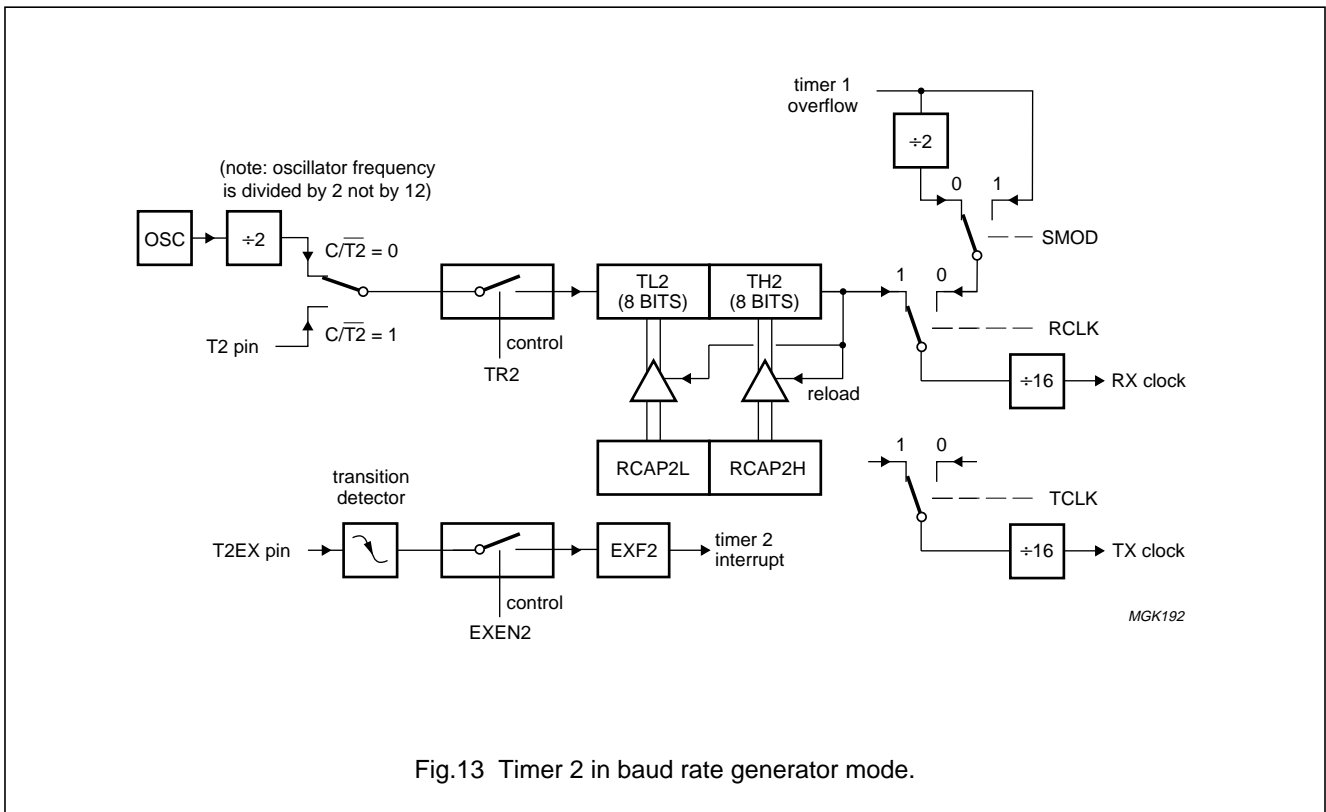 timer 1
overflow
÷2
(note: oscillator frequency
is divided by 2 not by 12)
0 1
OSC
÷2
C/T2 = 0
SMOD
TL2
(8 BITS)
TH2
(8 BITS)
1 0
T2 pin
C/T2 = 1
control
TR2
RCLK
reload
÷16
RX clock
RCAP2L
RCAP2H
1 0
transition
detector
TCLK
T2EX pin
EXF2
timer 2
interrupt
÷16
TX clock
control
EXEN2
MGK192
Fig.13 Timer 2 in baud rate generator mode.